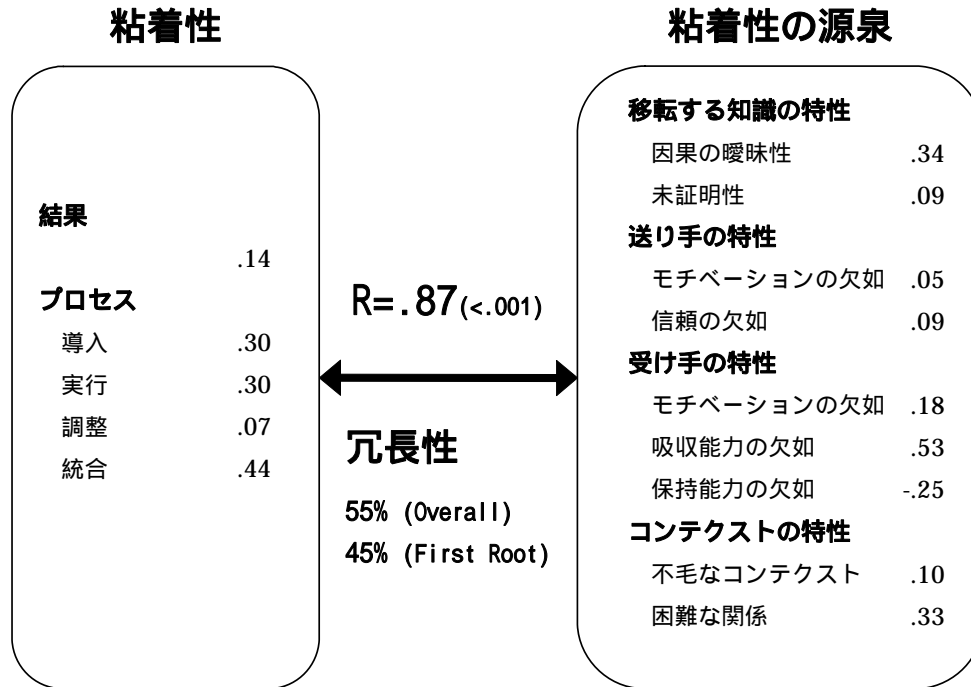 粘着性
結果
.14
プロセス
導入 .30
実行 .30
調整 .07
統合 .44
R=.87(<.001)
冗長性
55% (Overall)
45% (First Root)
粘着性の源泉
移転する知識の特性
因果の曖昧性 .34
未証明性 .09
送り手の特性
モチベーションの欠如 .05
信頼の欠如 .09
受け手の特性
モチベーションの欠如 .18
吸収能力の欠如 .53
保持能力の欠如 -.25
コンテクストの特性
不毛なコンテクスト .10
困難な関係 .33